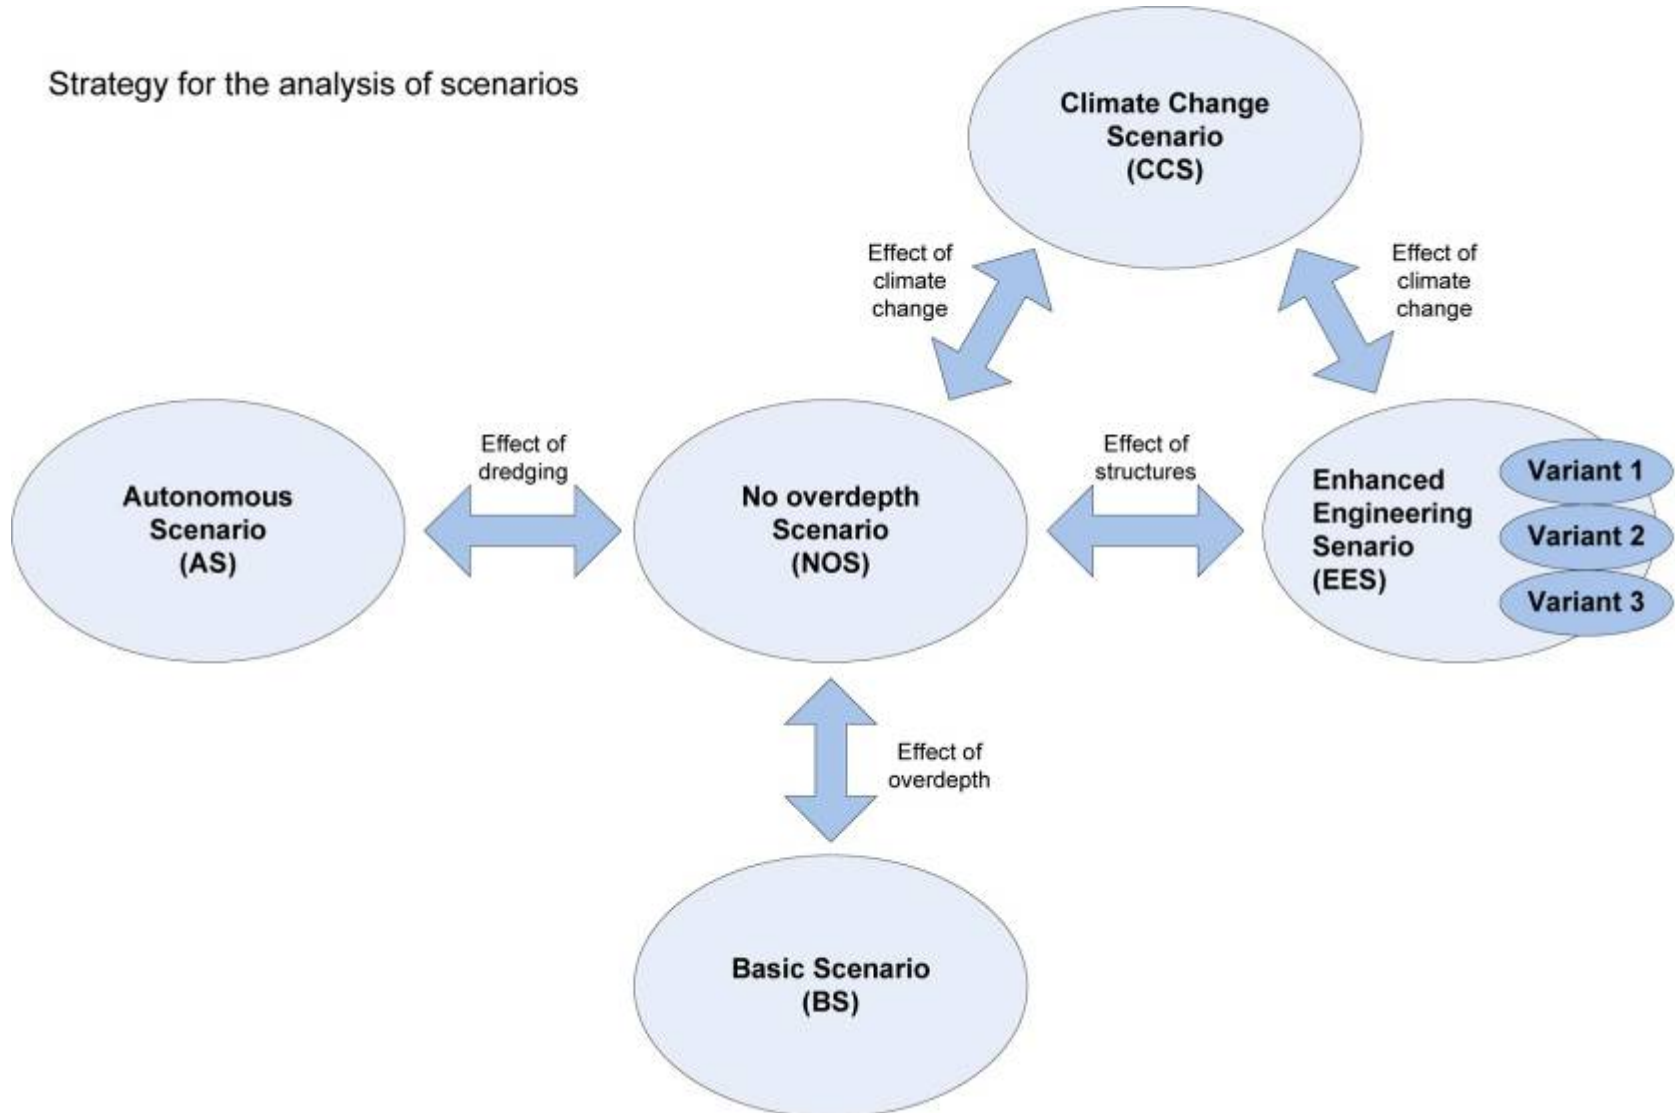 Strategy for the analysis of scenarios
Climate Change
Scenario
(CCS)
Effect of
climate
change
Effect of
climate
change
Autonomous
Scenario
(AS)
Effect of
dredging
No overdepth
Scenario
(NOS)
Effect of
structures
Enhanced
Engineering
Senario
(EES)
Variant 1
Variant 2
Variant 3
Effect of
overdepth
Basic Scenario
(BS)